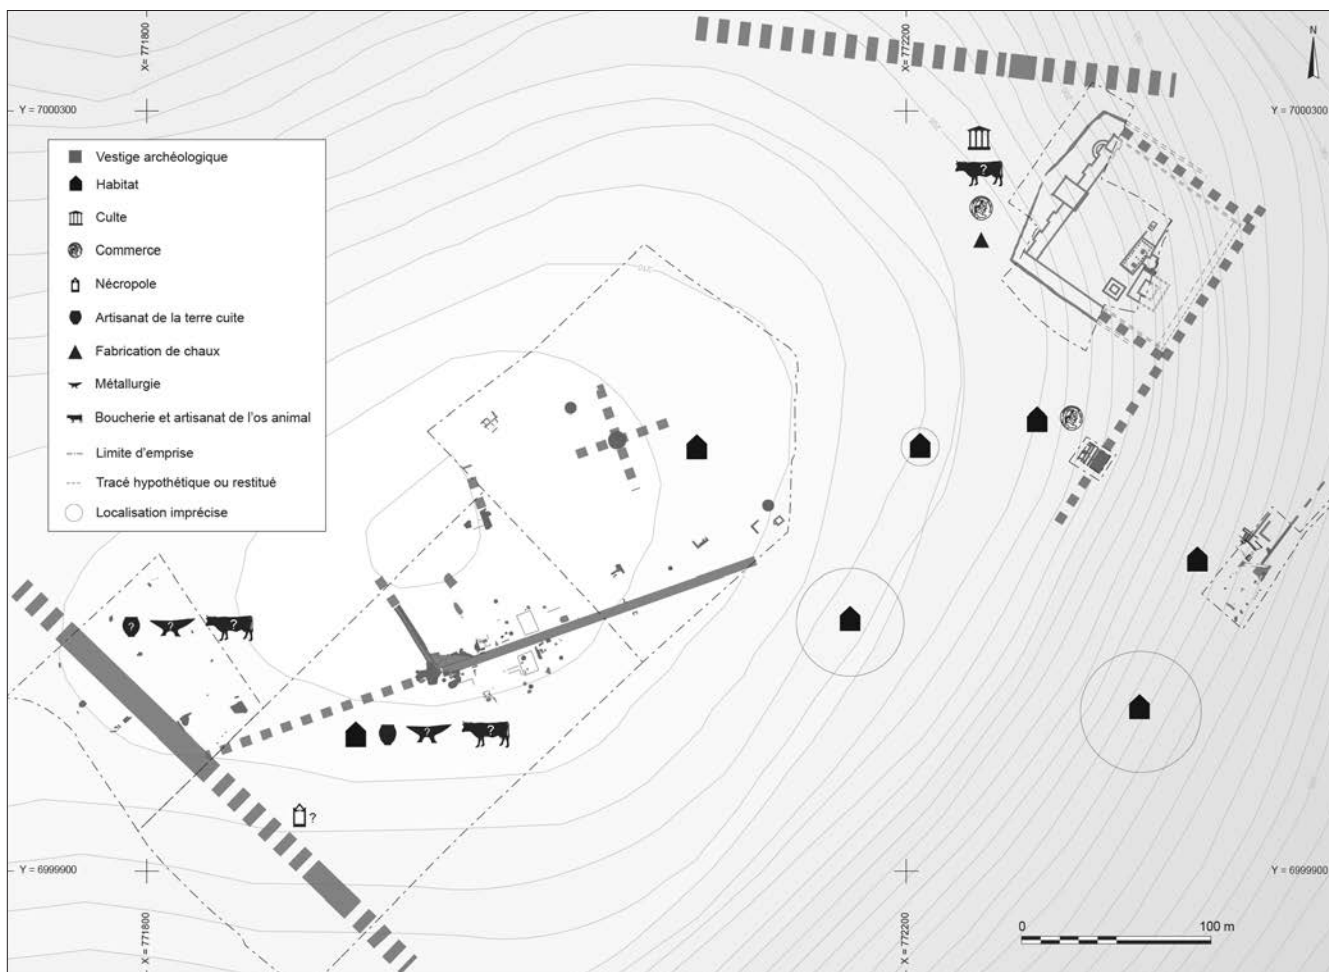 X= 771800
X= 772200
N
Y = 7000300
Y = 7000300
Vestige archéologique
Habitat
Culte
Commerce
Nécropole
Artisanat de la terre cuite
Fabrication de chaux
Métallurgie
Boucherie et artisanat de l'os animal
Limite d'emprise
Tracé hypothétique ou restitué
Localisation imprécise
?
?
?
?
?
?
?
Y = 6999900
Y = 6999900
X = 771800
X = 772200
0
100 m